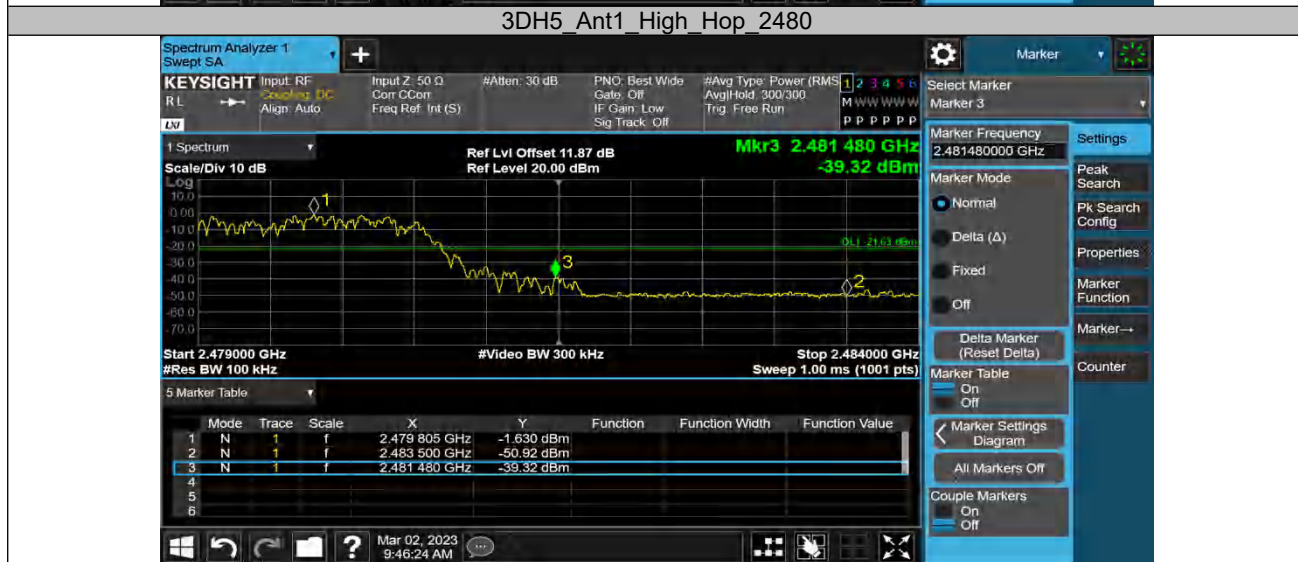 3DH5_Ant1_High_Hop_2480
Spectrum Analyzer 1
Swept SA
+
Marker
KEYSIGHT
RL
LXI
Input: RF
Coupling: DC
Align: Auto
Input Z: 50 Ω
Corr CCorr
Freq Ref: Int (S)
#Atten: 30 dB
PNO: Best Wide
Gate: Off
IF Gain: Low
Sig Track: Off
#Avg Type: Power (RMS
Avg|Hold: 300/300
Trig: Free Run
1 2 3 4 5 6
M W W W W W
P P P P P P
Select Marker
Marker 3
1 Spectrum
Scale/Div 10 dB
Log
Ref Lvl Offset 11.87 dB
Ref Level 20.00 dBm
Mkr3 2.481 480 GHz
-39.32 dBm
10.0
0.00
-10.0
-20.0
-30.0
-40.0
-50.0
-60.0
-70.0
1
3
2
DL1 -21.63 dBm
Start 2.479000 GHz
#Res BW 100 kHz
#Video BW 300 kHz
Stop 2.484000 GHz
Sweep 1.00 ms (1001 pts)
5 Marker Table
Mode Trace Scale X Y Function Function Width Function Value
1 N 1 f 2.479 805 GHz -1.630 dBm
2 N 1 f 2.483 500 GHz -50.92 dBm
3 N 1 f 2.481 480 GHz -39.32 dBm
4
5
6
Marker Frequency
2.481480000 GHz
Marker Mode
Normal
Delta (Δ)
Fixed
Off
Delta Marker
(Reset Delta)
Marker Table
On
Off
Marker Settings
Diagram
All Markers Off
Couple Markers
On
Off
Settings
Peak
Search
Pk Search
Config
Properties
Marker
Function
Marker→
Counter
?
Mar 02, 2023
9:46:24 AM